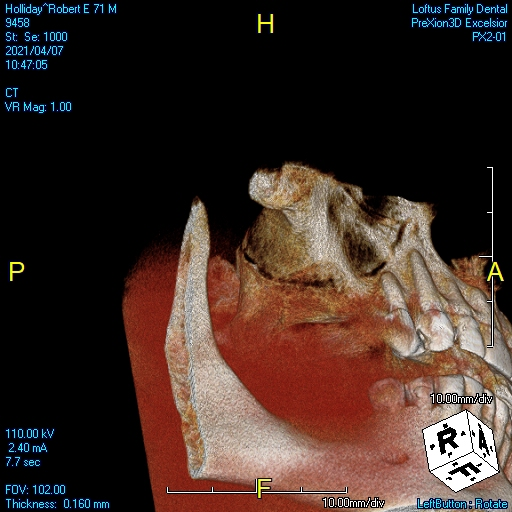 Holliday^Robert E 71 M
9458
St: Se: 1000
2021/04/07
10:47:05
CT
VR Mag: 1.00
Loftus Family Dental
PreXion3D Excelsior
PX2-01
H
P
A
10.00mm/div
R
A
F
110.00 kV
2.40 mA
7.7 sec
FOV: 102.00
Thickness: 0.160 mm
F
10.00mm/div
LeftButton : Rotate